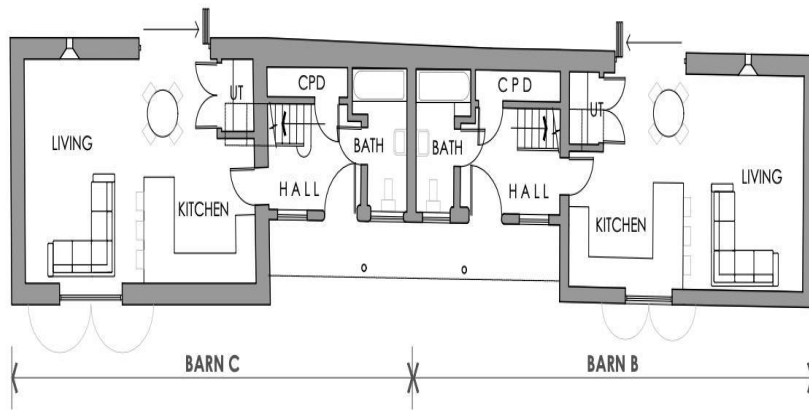 CPD
CPD
UT
UT
LIVING
BATH
BATH
LIVING
HALL
HALL
KITCHEN
KITCHEN
BARN C
BARN B